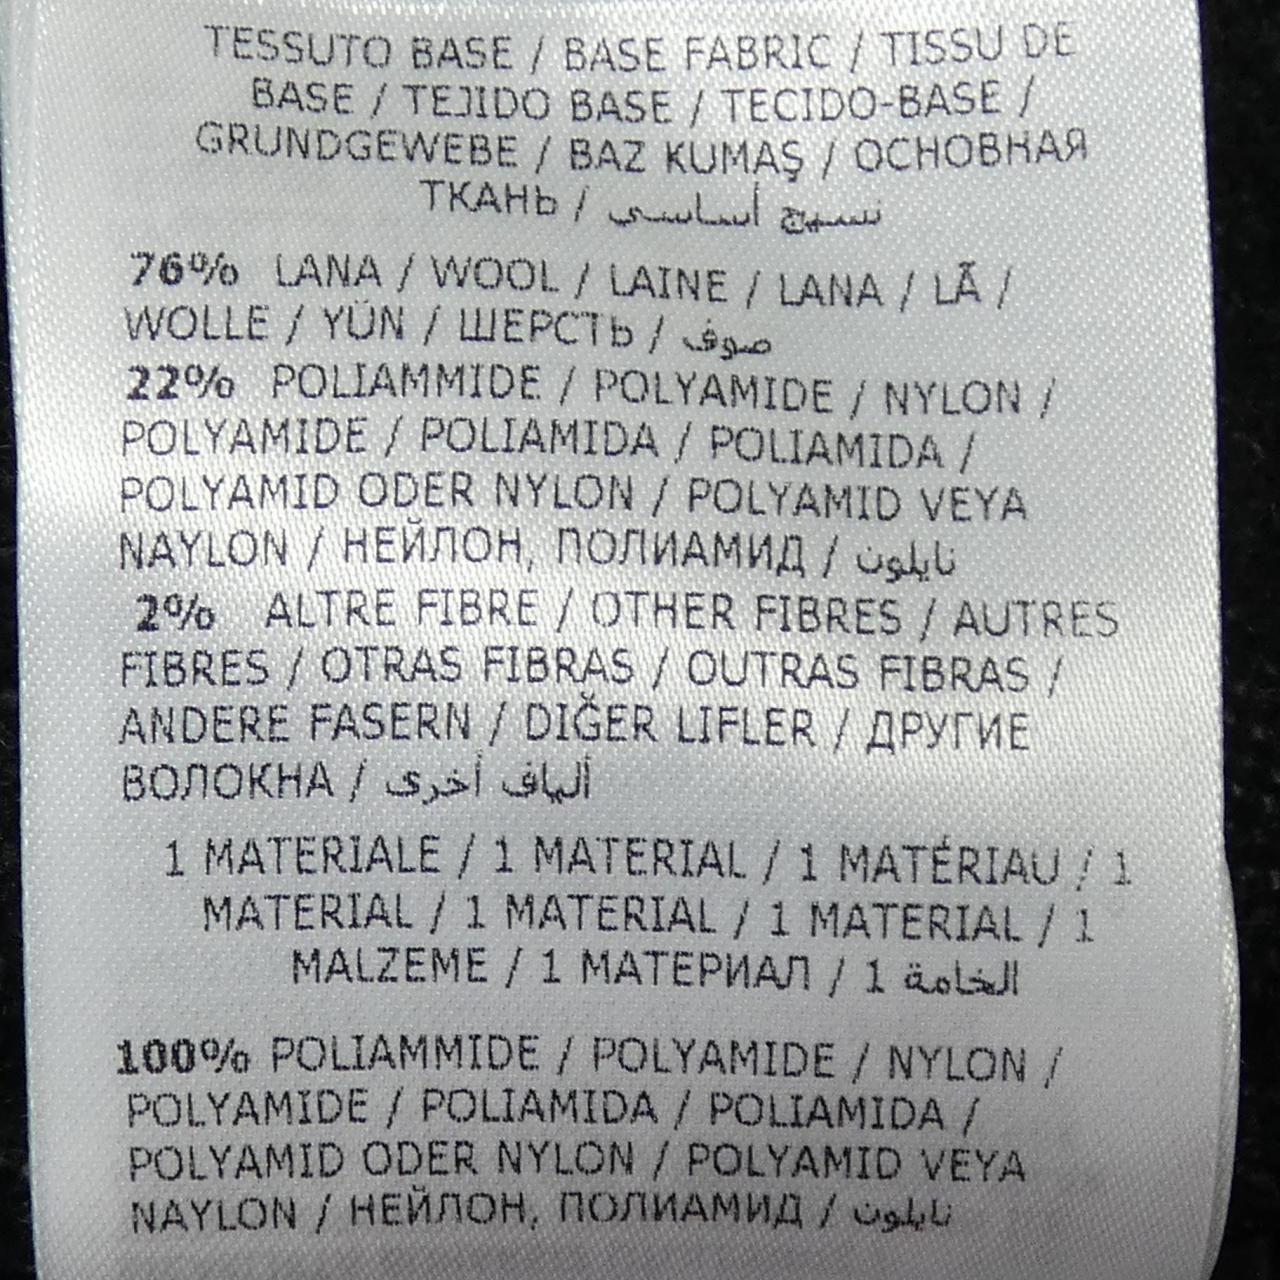 TESSUTO BASE / BASE FABRIC / TISSU DE
BASE / TEJIDO BASE / TECIDO-BASE /
GRUNDGEWEBE / BAZ KUMAŞ / ОСНОВНАЯ
ТКАНЬ / نسيج أساسي
76% LANA / WOOL / LAINE / LANA / LÃ /
WOLLE / YÜN / ШЕРСТЬ / صوف
22% POLIAMMIDE / POLYAMIDE / NYLON /
POLYAMIDE / POLIAMIDA / POLIAMIDA /
POLYAMID ODER NYLON / POLYAMID VEYA
NAYLON / НЕЙЛОН, ПОЛИАМИД / نايلون
2% ALTRE FIBRE / OTHER FIBRES / AUTRES
FIBRES / OTRAS FIBRAS / OUTRAS FIBRAS /
ANDERE FASERN / DIĞER LIFLER / ДРУГИЕ
ВОЛОКНА / ألياف أخرى
1 MATERIALE / 1 MATERIAL / 1 MATÉRIAU / 1
MATERIAL / 1 MATERIAL / 1 MATERIAL / 1
MALZEME / 1 МАТЕРИАЛ / 1 الخامة
100% POLIAMMIDE / POLYAMIDE / NYLON /
POLYAMIDE / POLIAMIDA / POLIAMIDA /
POLYAMID ODER NYLON / POLYAMID VEYA
NAYLON / НЕЙЛОН, ПОЛИАМИД / نايلون